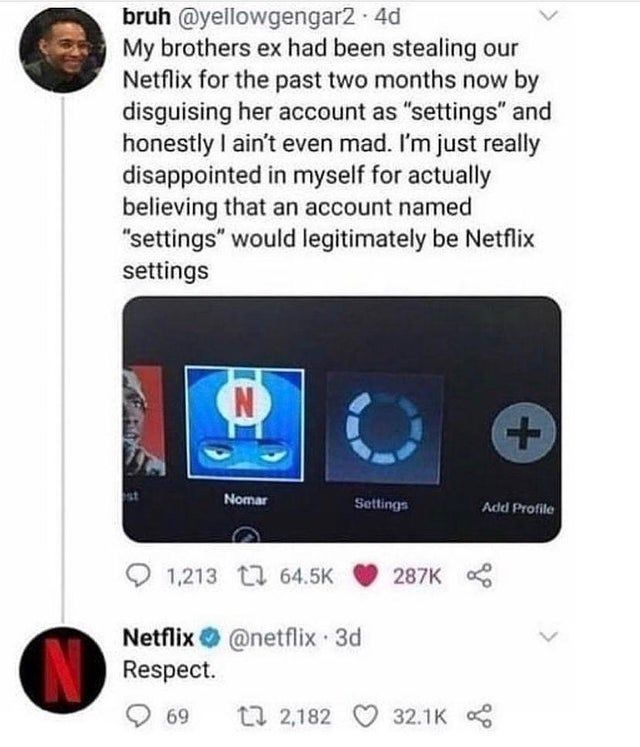 bruh @yellowgengar2 · 4d
My brothers ex had been stealing our
Netflix for the past two months now by
disguising her account as "settings" and
honestly I ain't even mad. I'm just really
disappointed in myself for actually
believing that an account named
"settings" would legitimately be Netflix
settings
N
est
Nomar
Settings
Add Profile
1,213 64.5K 287K
Netflix @netflix · 3d
N
Respect.
69 2,182 32.1K